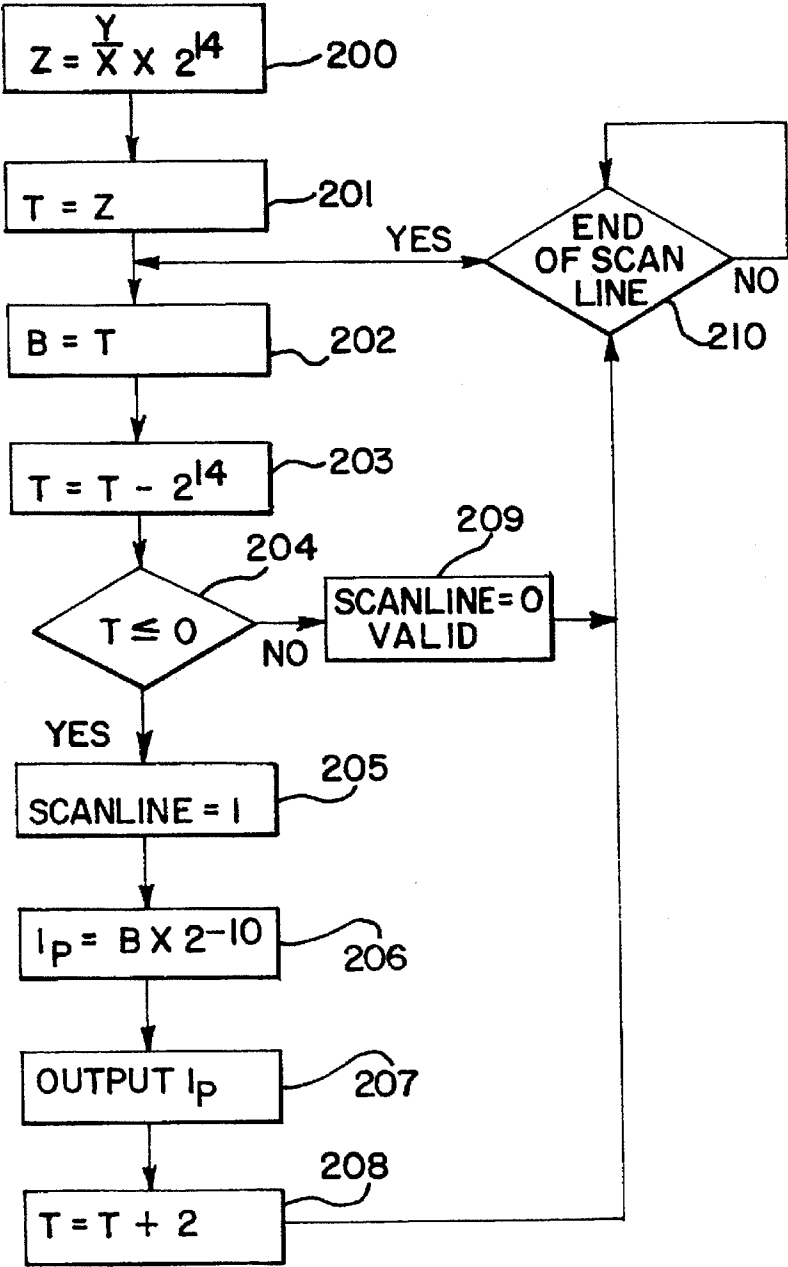 Z = Y/X X 2^14
200
T = Z
201
YES
END
OF SCAN
LINE
NO
210
B = T
202
T = T - 2^14
203
204
T ≤ 0
NO
209
SCANLINE = 0
VALID
YES
205
SCANLINE = 1
I_P = B X 2^-10
206
OUTPUT I_P
207
208
T = T + 2